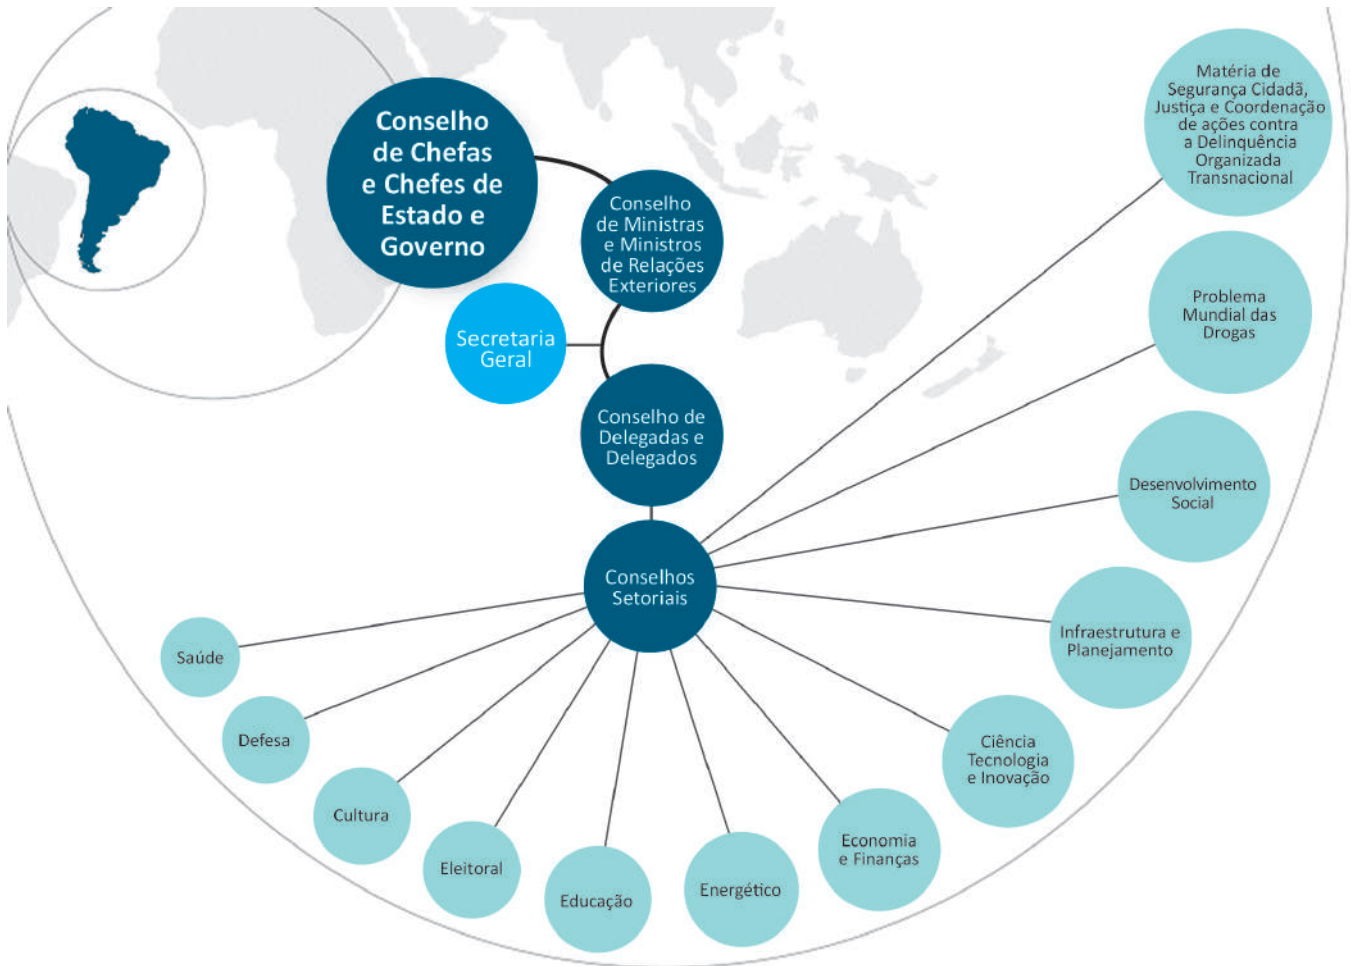 Conselho
de Chefas
e Chefes de
Estado e
Governo
Conselho
de Ministras
e Ministros
de Relações
Exteriores
Secretaria
Geral
Conselho de
Delegadas e
Delegados
Conselhos
Setoriais
Matéria de
Segurança Cidadã,
Justiça e Coordenação
de ações contra
a Delinquência
Organizada
Transnacional
Problema
Mundial das
Drogas
Desenvolvimento
Social
Infraestrutura e
Planejamento
Ciência
Tecnologia
e Inovação
Economia
e Finanças
Energético
Educação
Eleitoral
Cultura
Defesa
Saúde